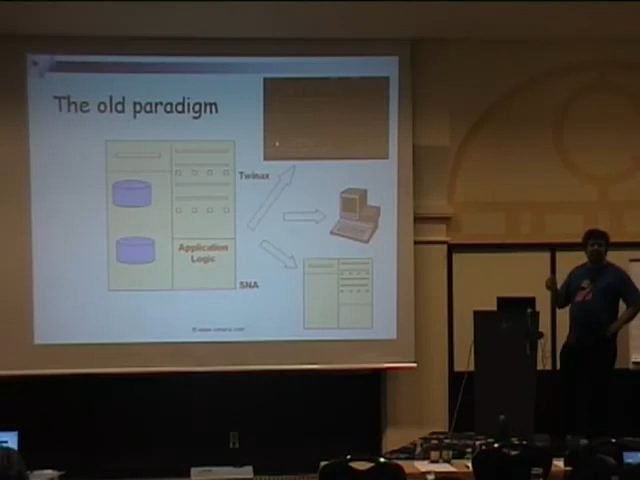 The old paradigm
Twinax
Application
Logic
SNA